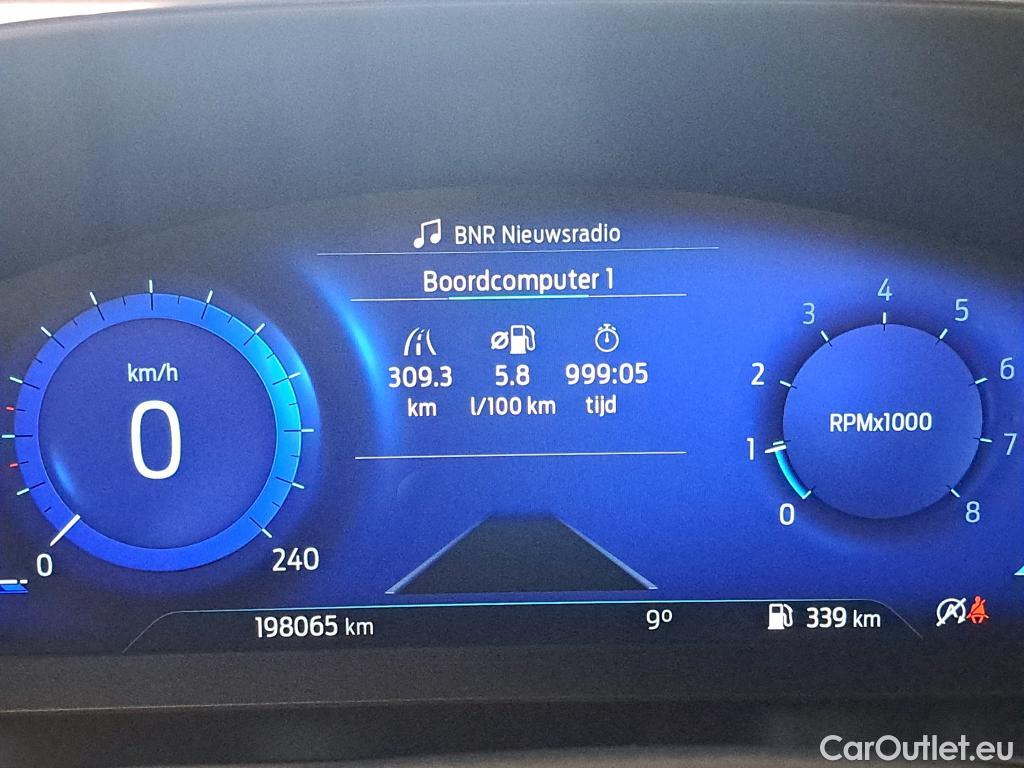 BNR Nieuwsradio
Boordcomputer 1
309.3 5.8 999:05
km l/100 km tijd
km/h
0
0 240
RPMx1000
0 1 2 3 4 5 6 7 8
198065 km 9° 339 km
CarOutlet.eu